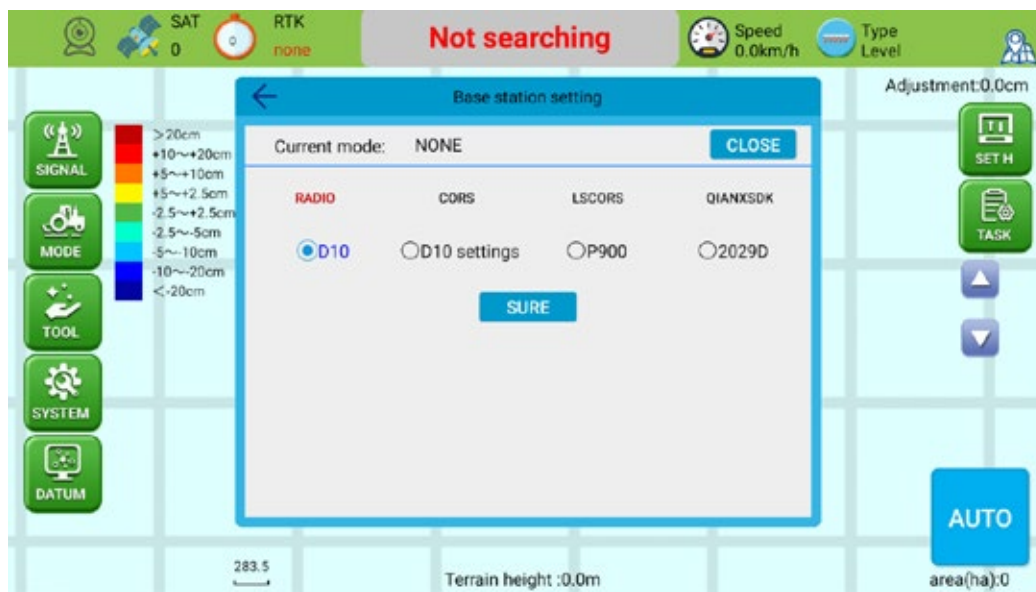 SAT
0
RTK
none
Not searching
Speed
0.0km/h
Type
Level
Adjustment:0.0cm
SIGNAL
MODE
TOOL
SYSTEM
DATUM
>20cm
+10~+20cm
+5~+10cm
+5~+2.5cm
-2.5~+2.5cm
-2.5~-5cm
-5~-10cm
-10~-20cm
<-20cm
Base station setting
Current mode: NONE CLOSE
RADIO CORS LSCORS QIANXSDK
D10 D10 settings P900 2029D
SURE
SET H
TASK
AUTO
283.5
Terrain height :0.0m
area(ha):0